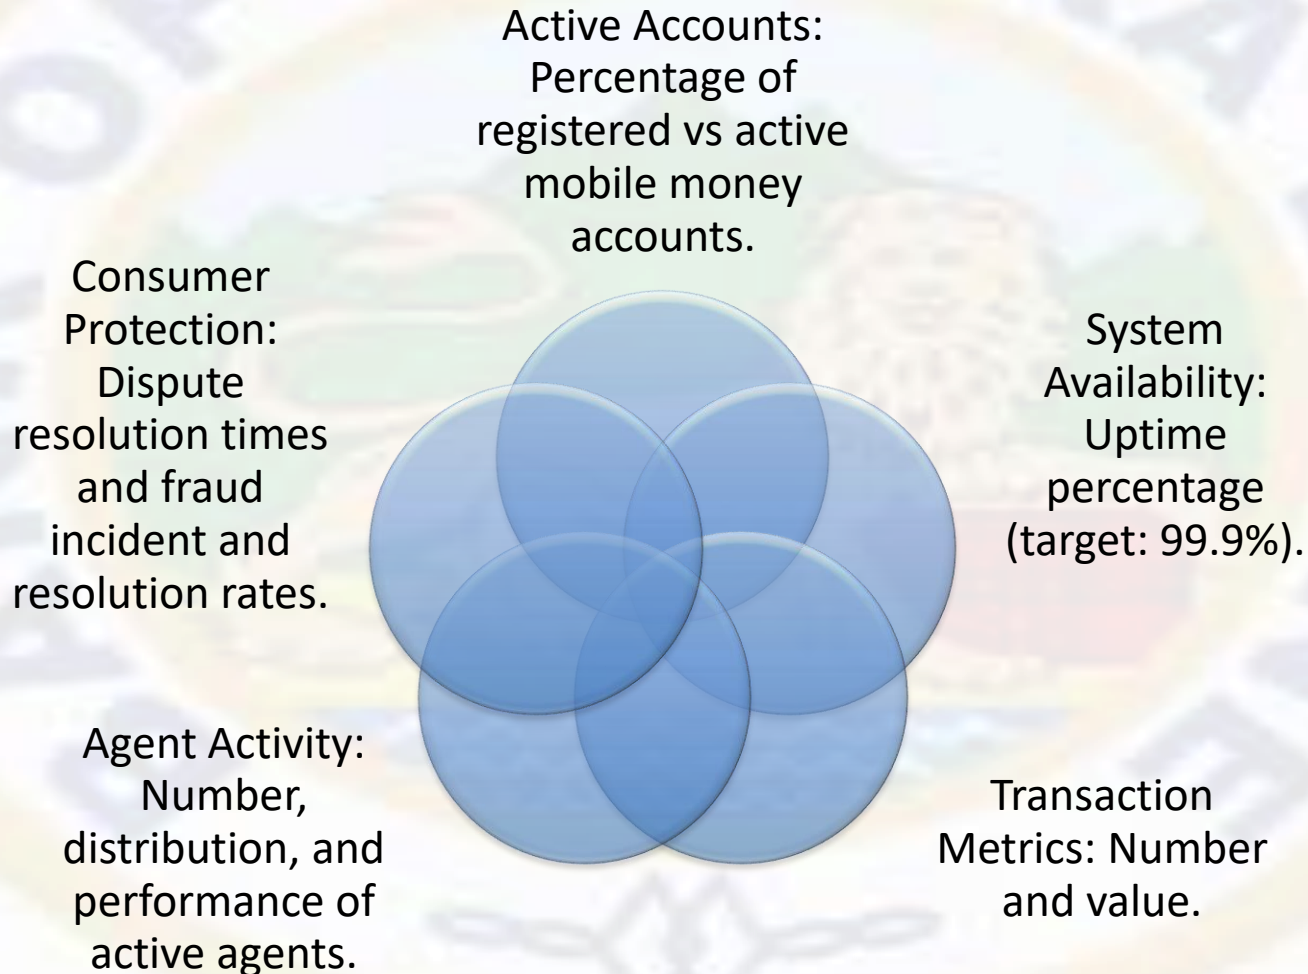 Active Accounts:
Percentage of
registered vs active
mobile money
accounts.
System
Availability:
Uptime
percentage
(target: 99.9%).
Transaction
Metrics: Number
and value.
Agent Activity:
Number,
distribution, and
performance of
active agents.
Consumer
Protection:
Dispute
resolution times
and fraud
incident and
resolution rates.